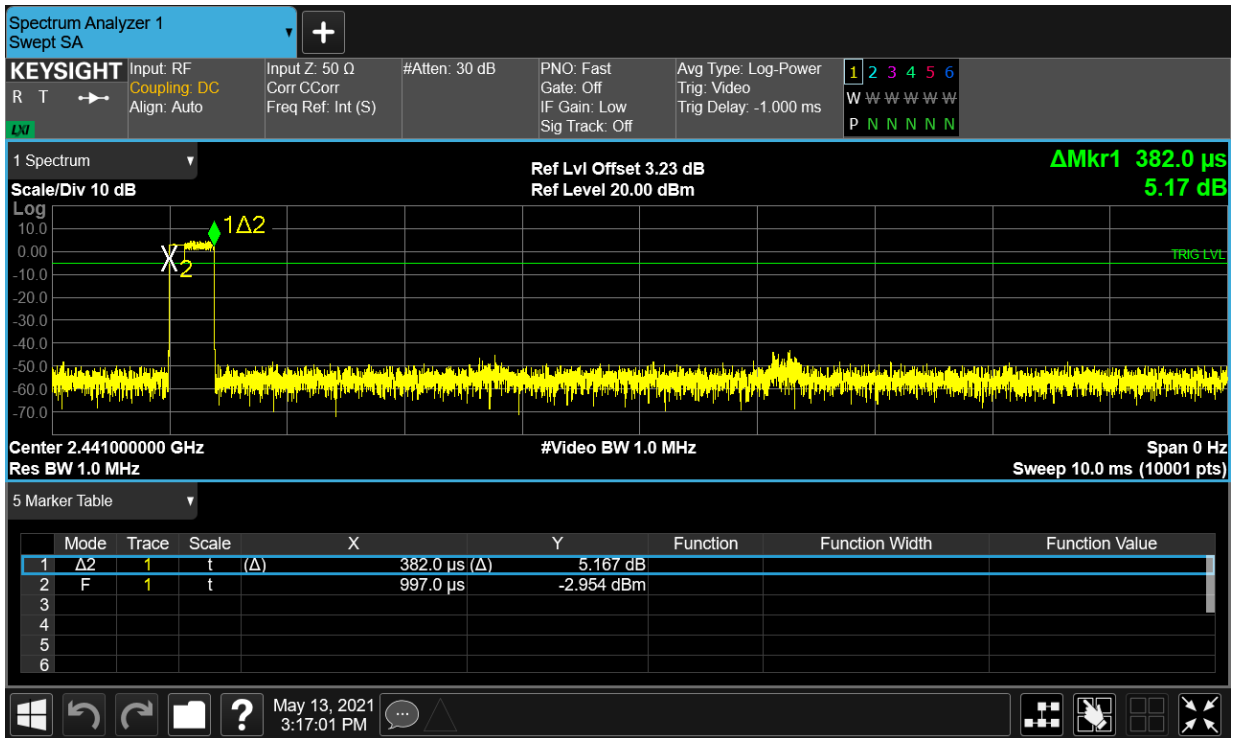 Spectrum Analyzer 1
Swept SA
KEYSIGHT
R T
LXI
Input: RF
Coupling: DC
Align: Auto
Input Z: 50 Ω
Corr CCorr
Freq Ref: Int (S)
#Atten: 30 dB
PNO: Fast
Gate: Off
IF Gain: Low
Sig Track: Off
Avg Type: Log-Power
Trig: Video
Trig Delay: -1.000 ms
1 2 3 4 5 6
W W W W W W
P N N N N N
1 Spectrum
Scale/Div 10 dB
Log
Ref Lvl Offset 3.23 dB
Ref Level 20.00 dBm
ΔMkr1 382.0 µs
5.17 dB
10.0
0.00
-10.0
-20.0
-30.0
-40.0
-50.0
-60.0
-70.0
1Δ2
2
TRIG LVL
Center 2.441000000 GHz
Res BW 1.0 MHz
#Video BW 1.0 MHz
Span 0 Hz
Sweep 10.0 ms (10001 pts)
5 Marker Table
Mode Trace Scale X Y Function Function Width Function Value
1 Δ2 1 t (Δ) 382.0 µs (Δ) 5.167 dB
2 F 1 t 997.0 µs -2.954 dBm
3
4
5
6
?
May 13, 2021
3:17:01 PM